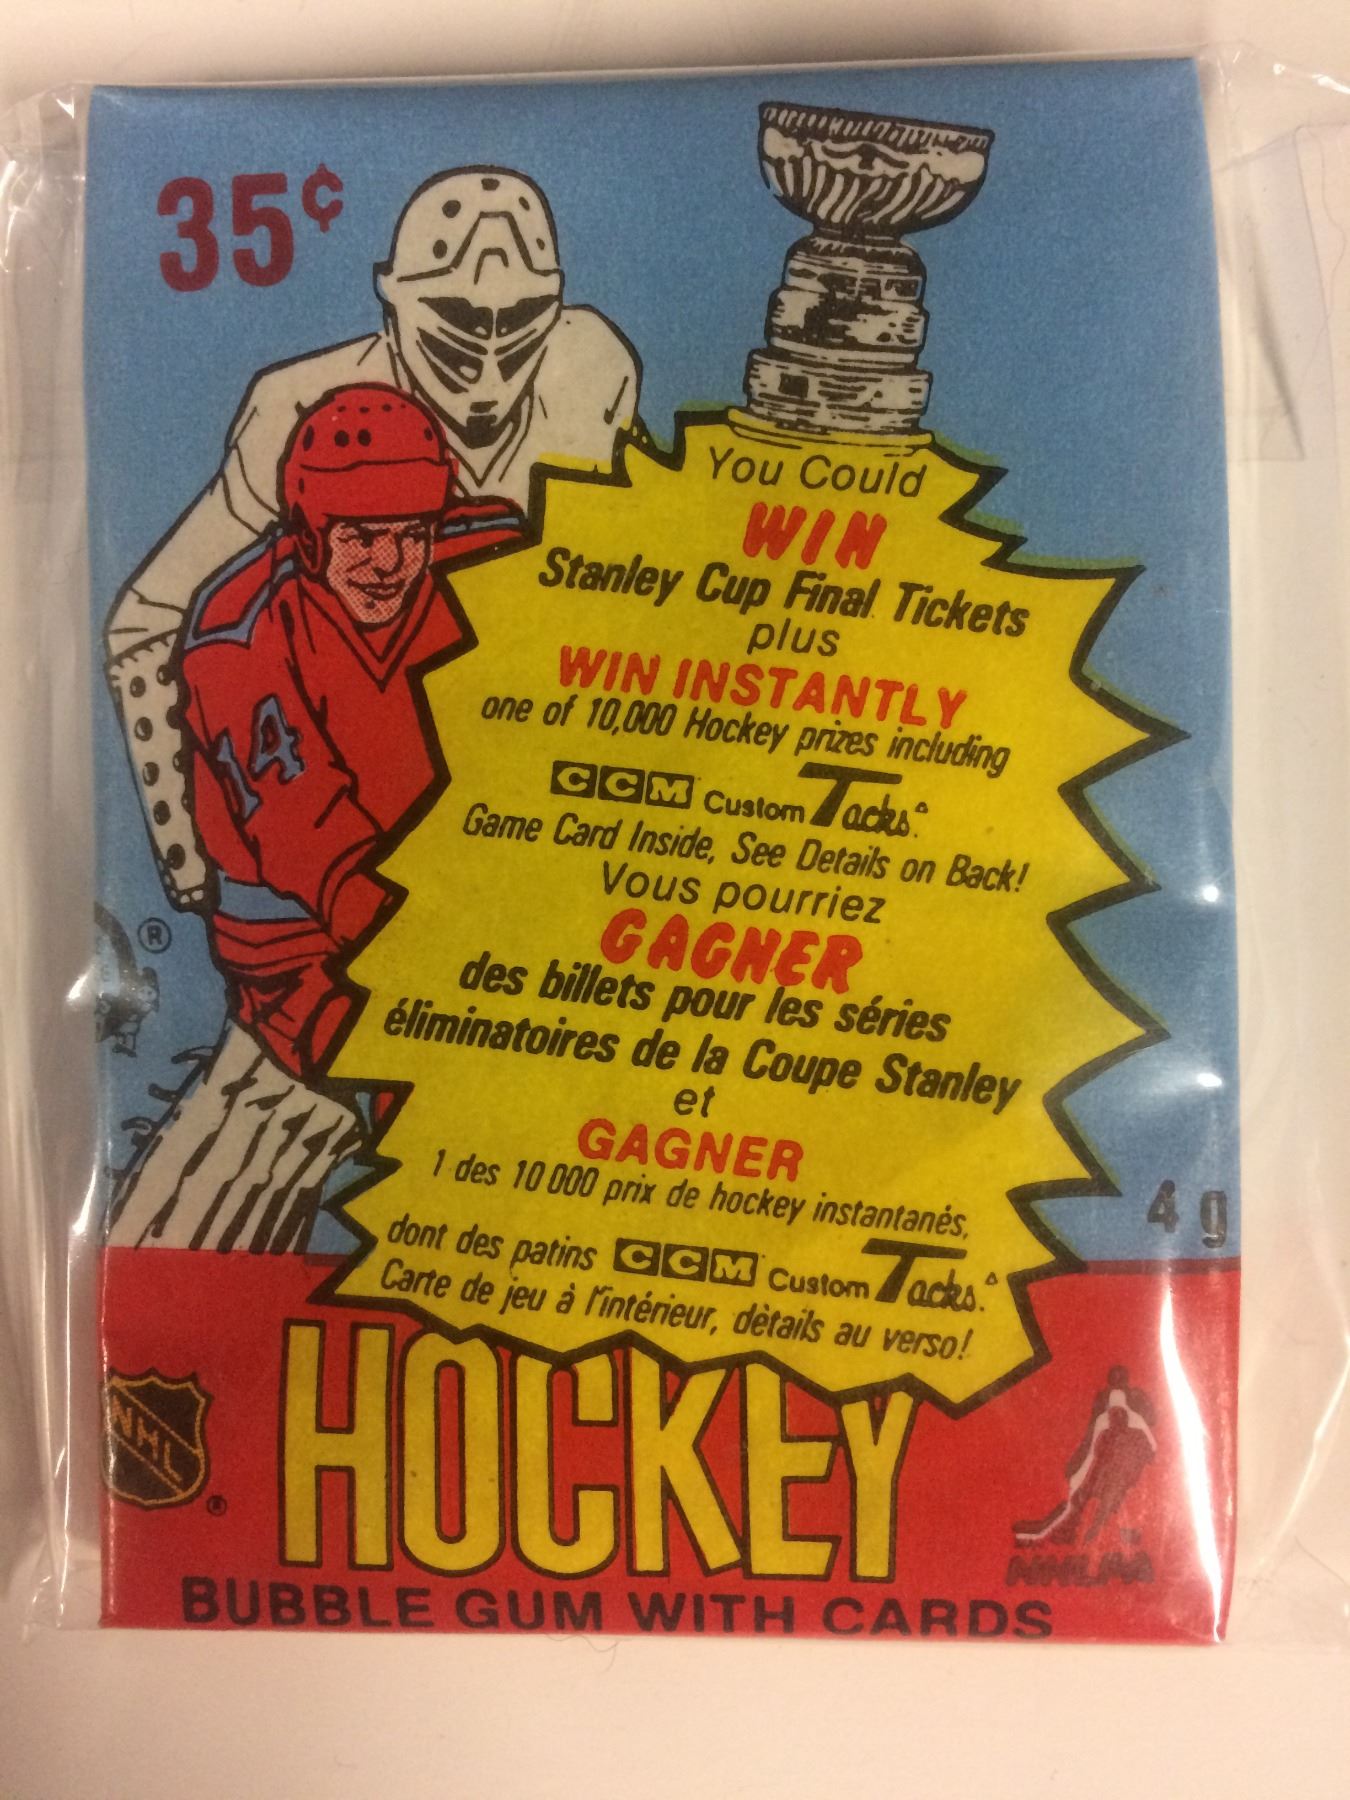 35¢
You Could
WIN
Stanley Cup Final Tickets
plus
WIN INSTANTLY
one of 10,000 Hockey prizes including
CCM Custom Tacks.
Game Card Inside, See Details on Back!
Vous pourriez
GAGNER
des billets pour les séries
éliminatoires de la Coupe Stanley
et
GAGNER
1 des 10 000 prix de hockey instantanés,
dont des patins CCM Custom Tacks.
Carte de jeu à l'intérieur, dètails au verso!
14
®
4 g
HOCKEY
NHL
®
NHLPA
BUBBLE GUM WITH CARDS